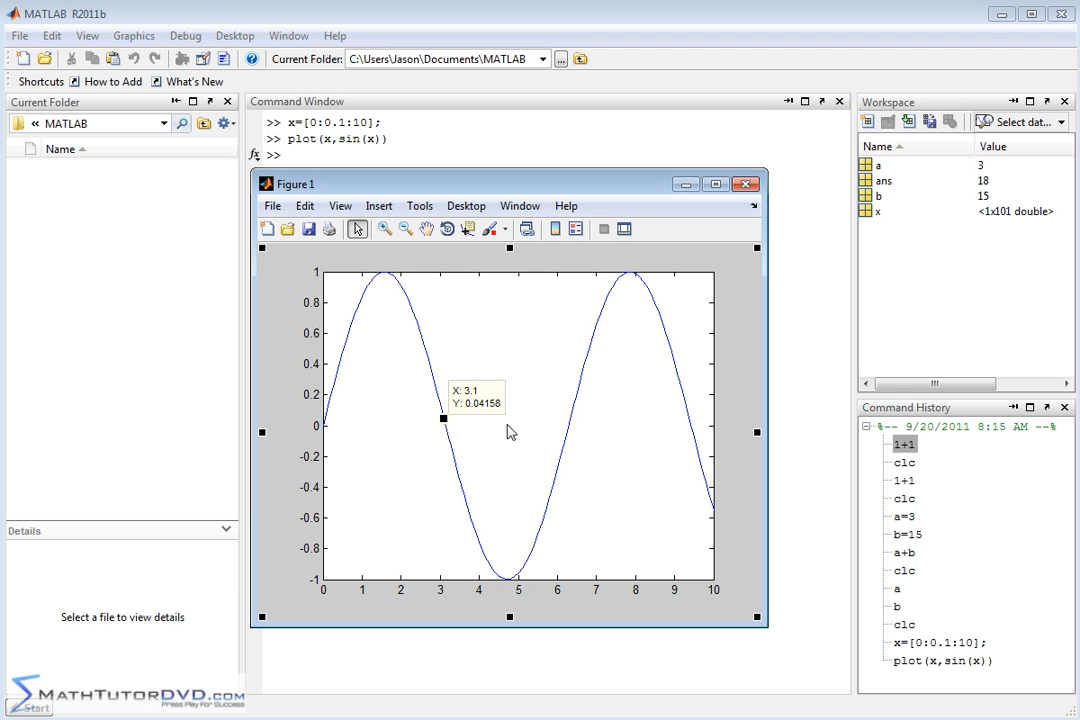 MATLAB R2011b
File Edit View Graphics Debug Desktop Window Help
Current Folder: C:\Users\Jason\Documents\MATLAB ...
Shortcuts How to Add What's New
Current Folder
« MATLAB
Name
Details
Select a file to view details
Command Window
>> x=[0:0.1:10];
>> plot(x,sin(x))
fx >>
Figure 1
File Edit View Insert Tools Desktop Window Help
1
0.8
0.6
0.4
0.2
0
-0.2
-0.4
-0.6
-0.8
-1
X: 3.1
Y: 0.04158
0 1 2 3 4 5 6 7 8 9 10
Workspace
Select dat...
Name Value
a 3
ans 18
b 15
x <1x101 double>
Command History
%-- 9/20/2011 8:15 AM --%
1+1
clc
1+1
clc
a=3
b=15
a+b
clc
a
b
clc
x=[0:0.1:10];
plot(x,sin(x))
MATHTUTORDVD.COM
Press Play For Success
Start